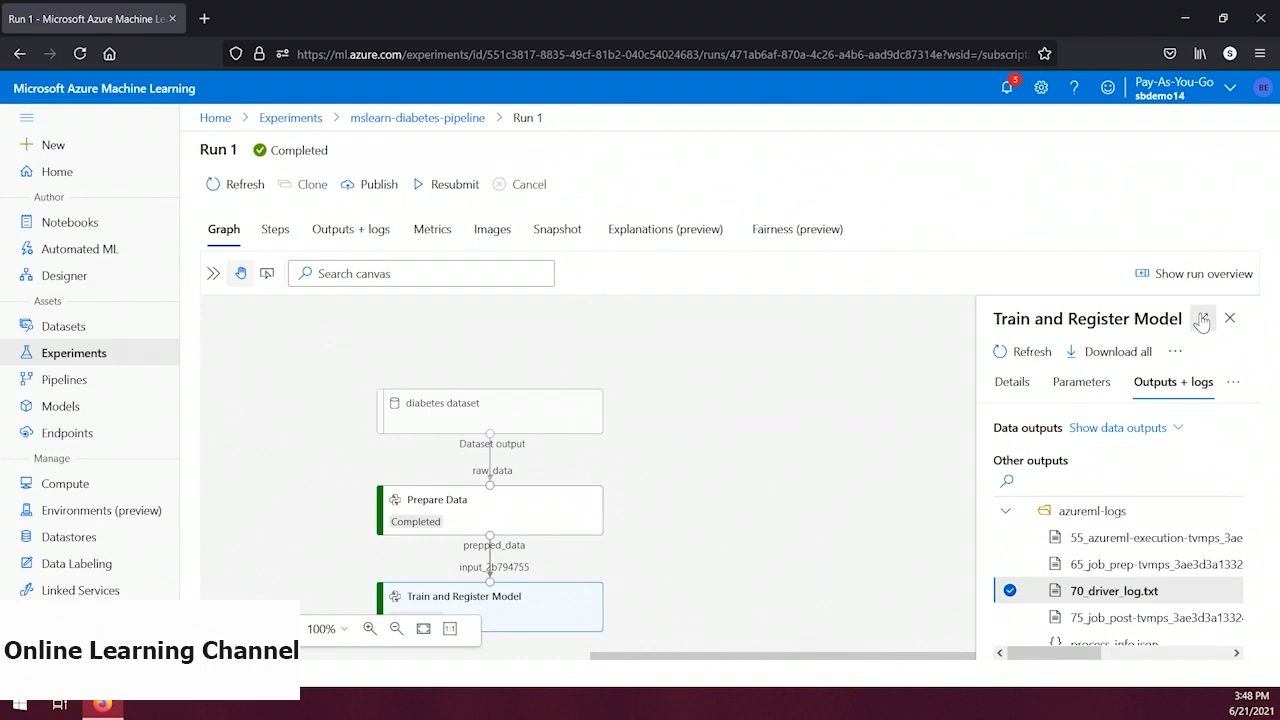 Run 1 - Microsoft Azure Machine Le
https://ml.azure.com/experiments/id/551c3817-8835-49cf-81b2-040c54024683/runs/471ab6af-870a-4c26-a4b6-aad9dc87314e?wsid=/subscript
Microsoft Azure Machine Learning
5
Pay-As-You-Go
sbdemo14
BE
Home > Experiments > mslearn-diabetes-pipeline > Run 1
New
Home
Author
Notebooks
Automated ML
Designer
Assets
Datasets
Experiments
Pipelines
Models
Endpoints
Manage
Compute
Environments (preview)
Datastores
Data Labeling
Linked Services
Run 1 Completed
Refresh Clone Publish Resubmit Cancel
Graph Steps Outputs + logs Metrics Images Snapshot Explanations (preview) Fairness (preview)
Search canvas
Show run overview
diabetes dataset
Dataset output
raw_data
Prepare Data
Completed
prepped_data
input_2b794755
Train and Register Model
100%
1:1
Train and Register Model
Refresh Download all
Details Parameters Outputs + logs
Data outputs Show data outputs
Other outputs
azureml-logs
55_azureml-execution-tvmps_3ae
65_job_prep-tvmps_3ae3d3a1332
70_driver_log.txt
75_job_post-tvmps_3ae3d3a1332
process_info.json
Online Learning Channel
3:48 PM
6/21/2021